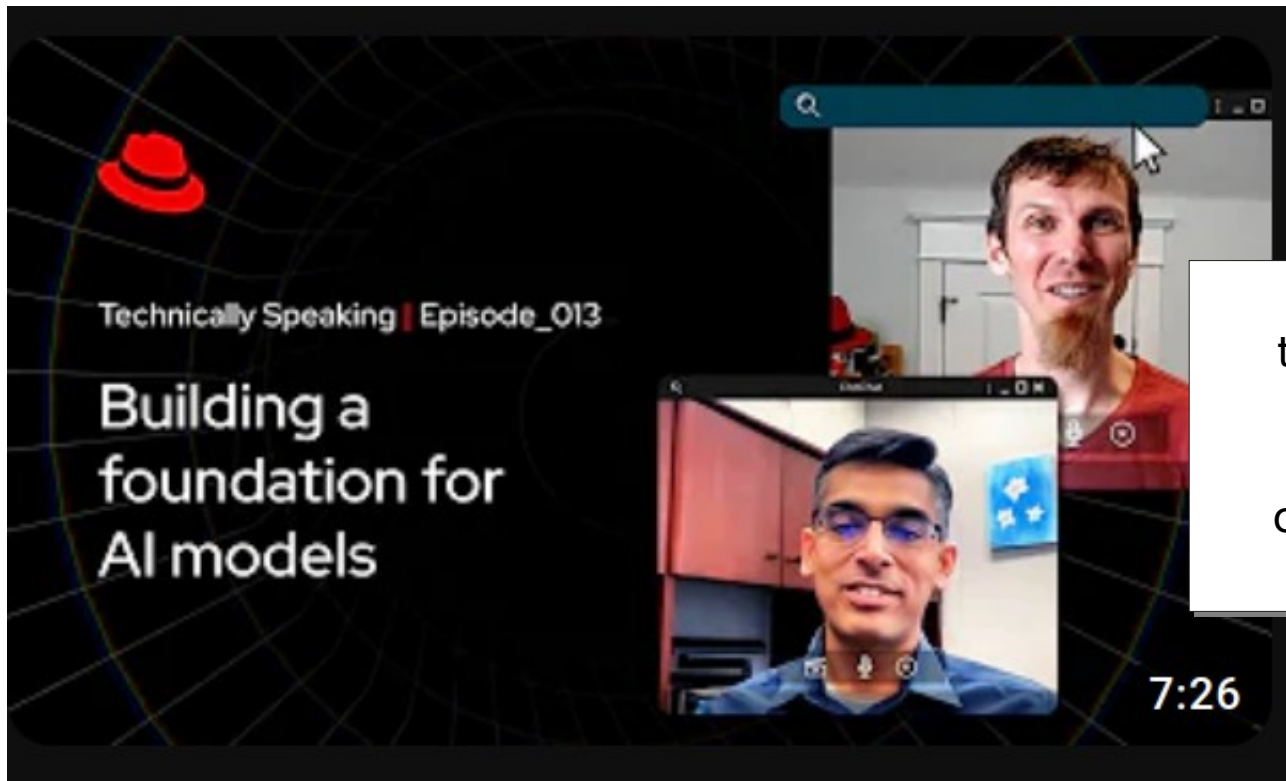 Technically Speaking | Episode_013
Building a
foundation for
AI models
7:26